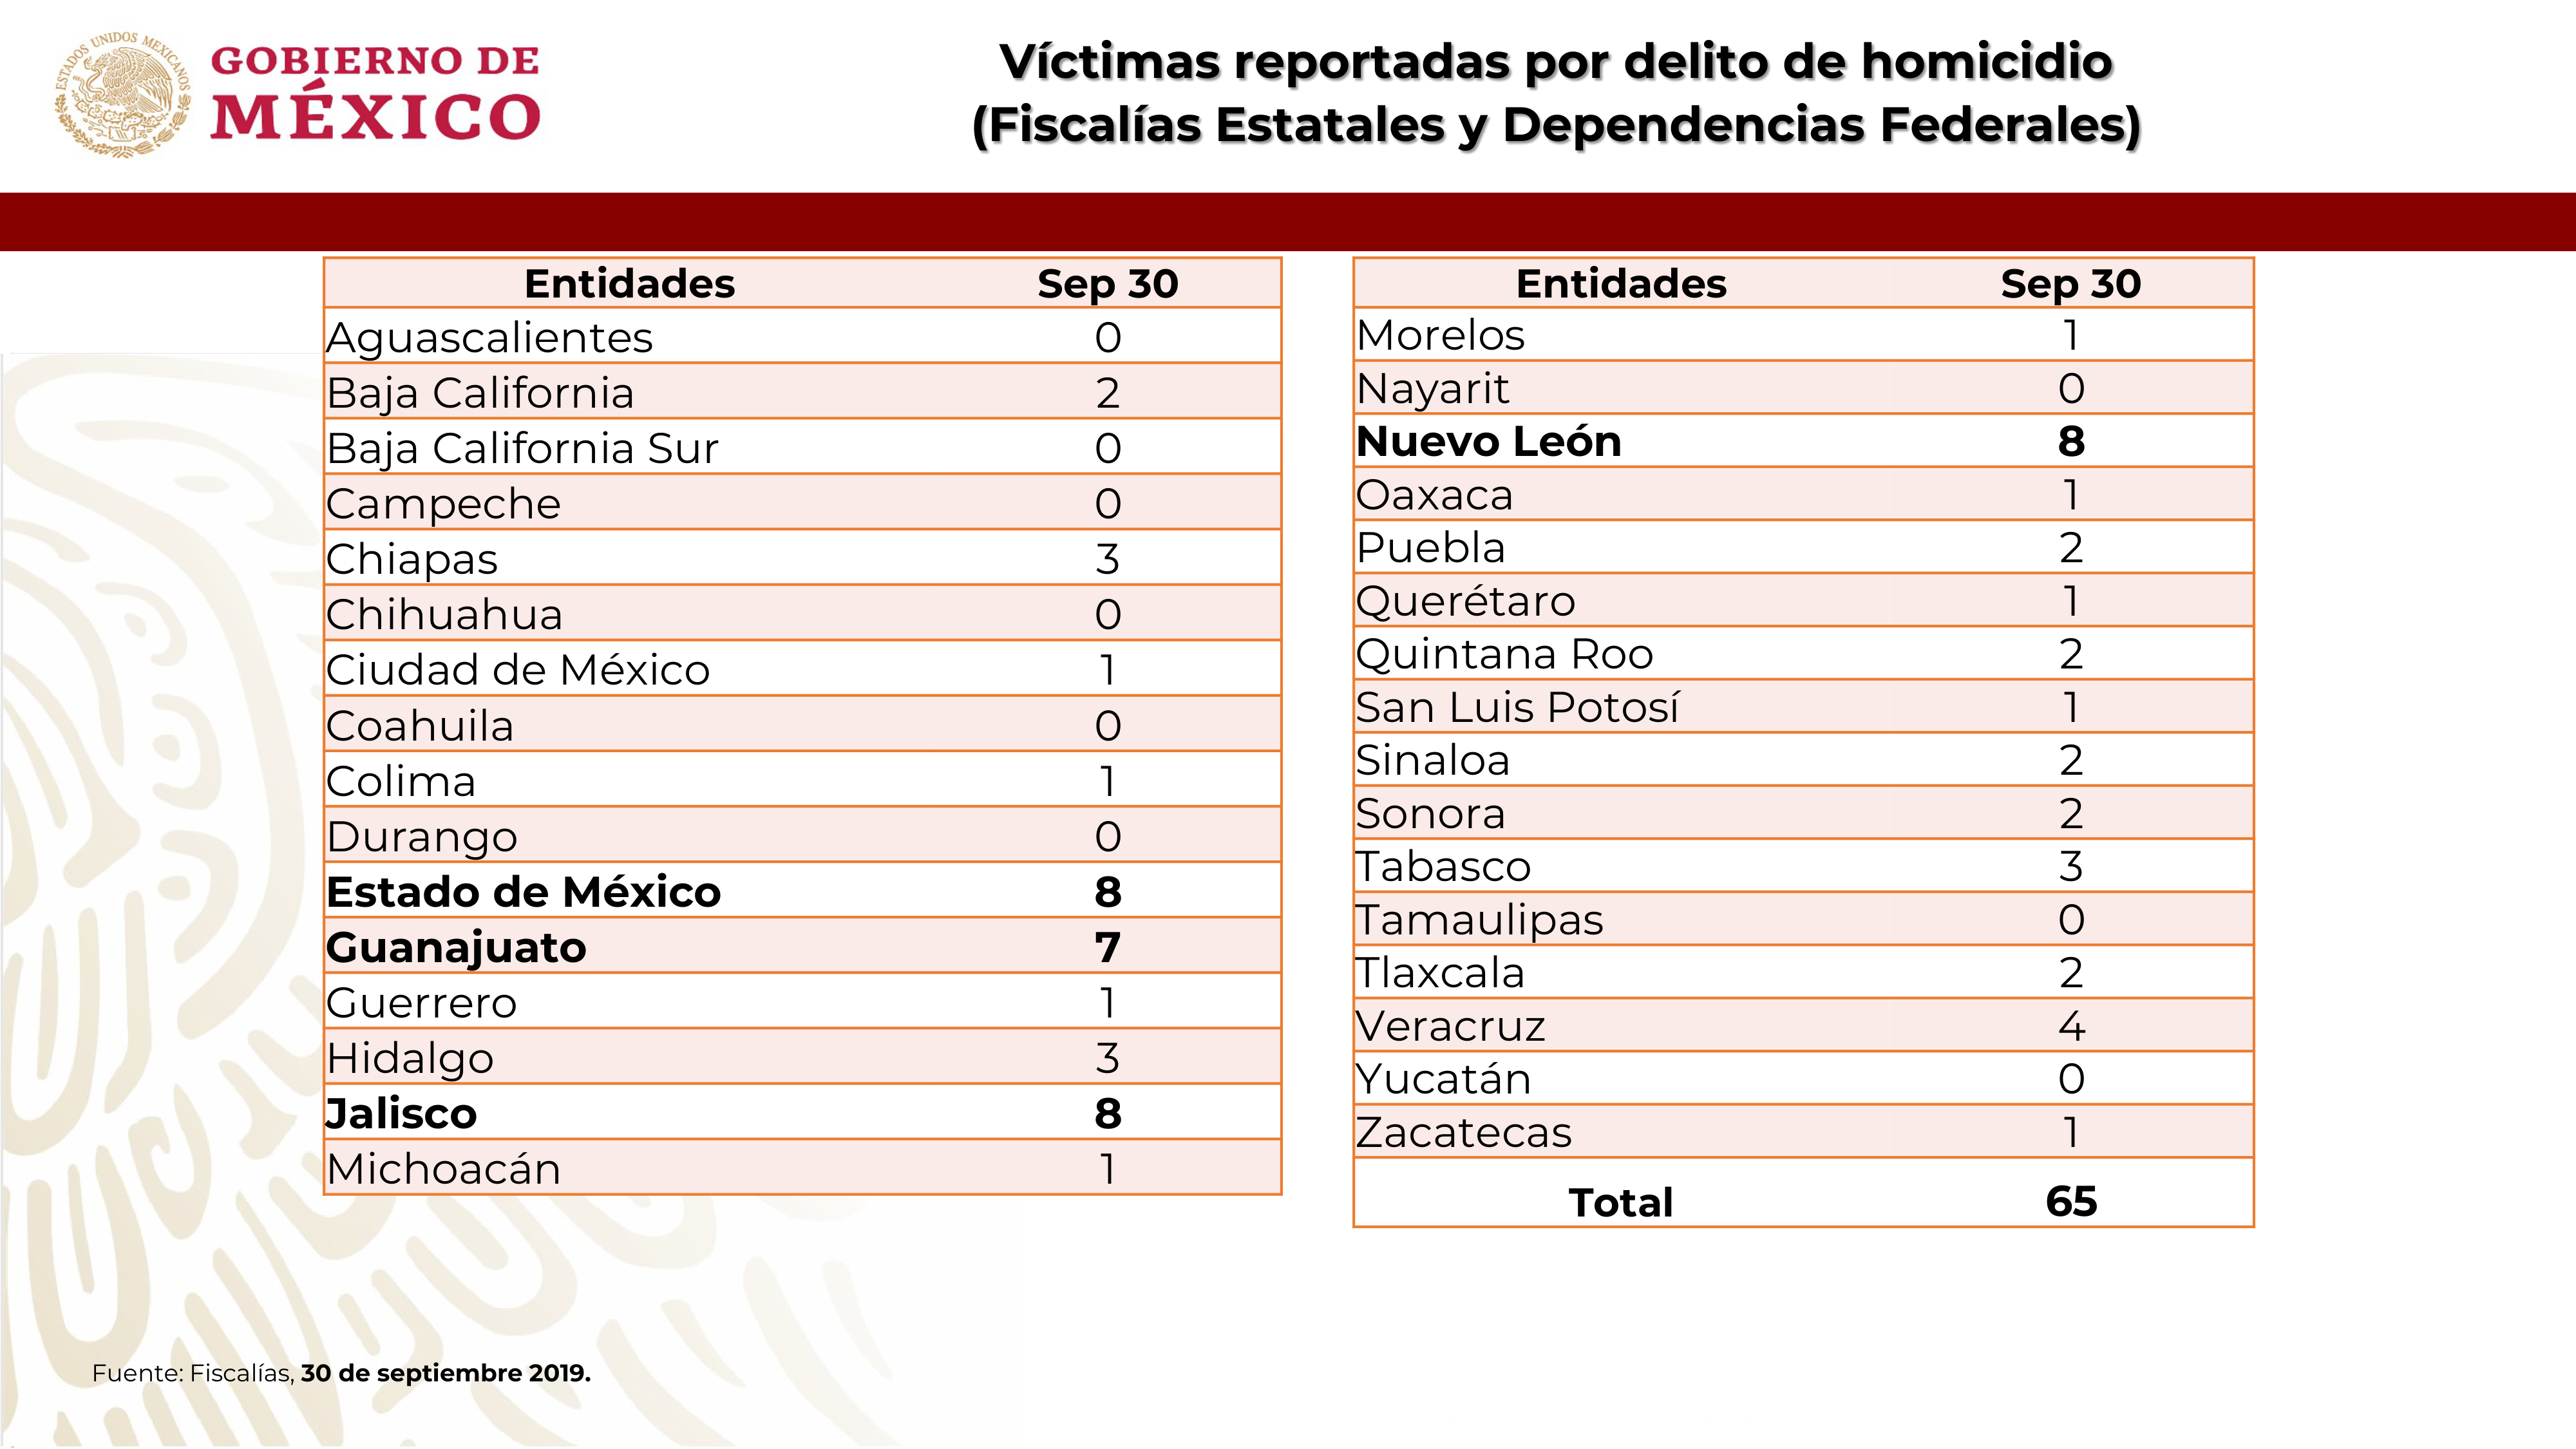 ESTADOS UNIDOS MEXICANOS
GOBIERNO DE
MÉXICO
Víctimas reportadas por delito de homicidio
(Fiscalías Estatales y Dependencias Federales)
Entidades Sep 30
Aguascalientes 0
Baja California 2
Baja California Sur 0
Campeche 0
Chiapas 3
Chihuahua 0
Ciudad de México 1
Coahuila 0
Colima 1
Durango 0
Estado de México 8
Guanajuato 7
Guerrero 1
Hidalgo 3
Jalisco 8
Michoacán 1
Entidades Sep 30
Morelos 1
Nayarit 0
Nuevo León 8
Oaxaca 1
Puebla 2
Querétaro 1
Quintana Roo 2
San Luis Potosí 1
Sinaloa 2
Sonora 2
Tabasco 3
Tamaulipas 0
Tlaxcala 2
Veracruz 4
Yucatán 0
Zacatecas 1
Total 65
Fuente: Fiscalías, 30 de septiembre 2019.